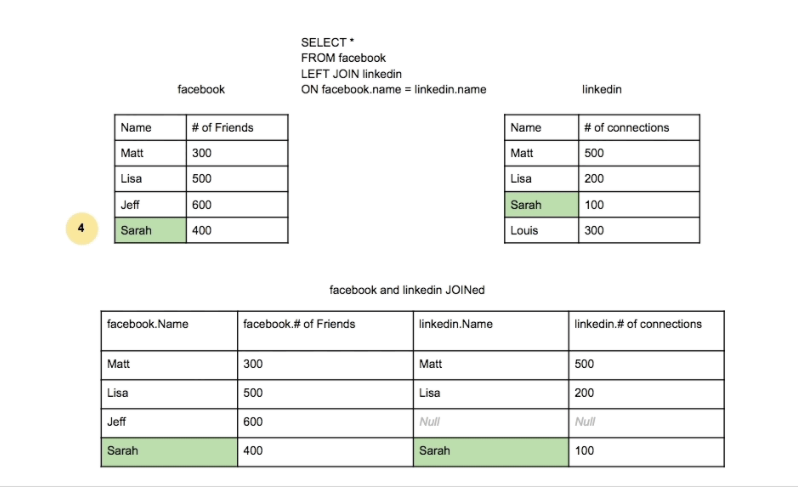 SELECT *
FROM facebook
LEFT JOIN linkedin
ON facebook.name = linkedin.name
facebook
linkedin
Name # of Friends
Matt 300
Lisa 500
Jeff 600
4 Sarah 400
Name # of connections
Matt 500
Lisa 200
Sarah 100
Louis 300
facebook and linkedin JOINed
facebook.Name facebook.# of Friends linkedin.Name linkedin.# of connections
Matt 300 Matt 500
Lisa 500 Lisa 200
Jeff 600 Null Null
Sarah 400 Sarah 100